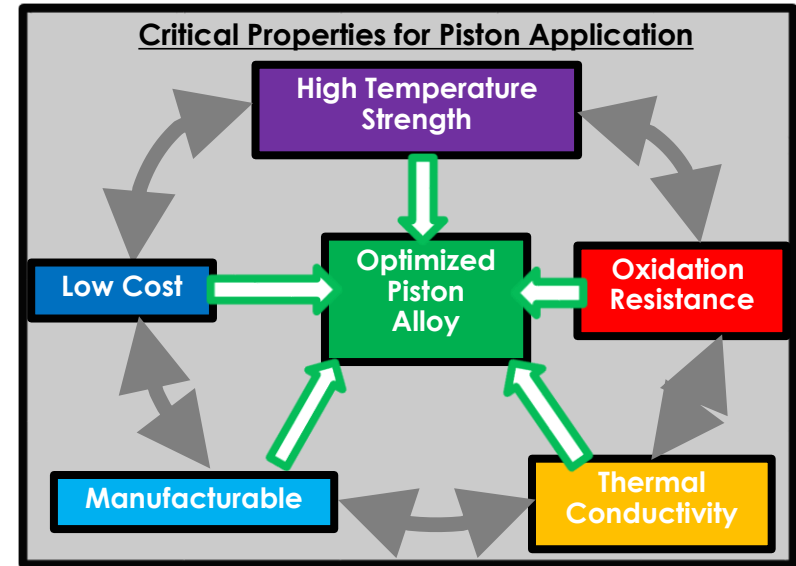 Critical Properties for Piston Application
High Temperature
Strength
Low Cost
Optimized
Piston
Alloy
Oxidation
Resistance
Manufacturable
Thermal
Conductivity